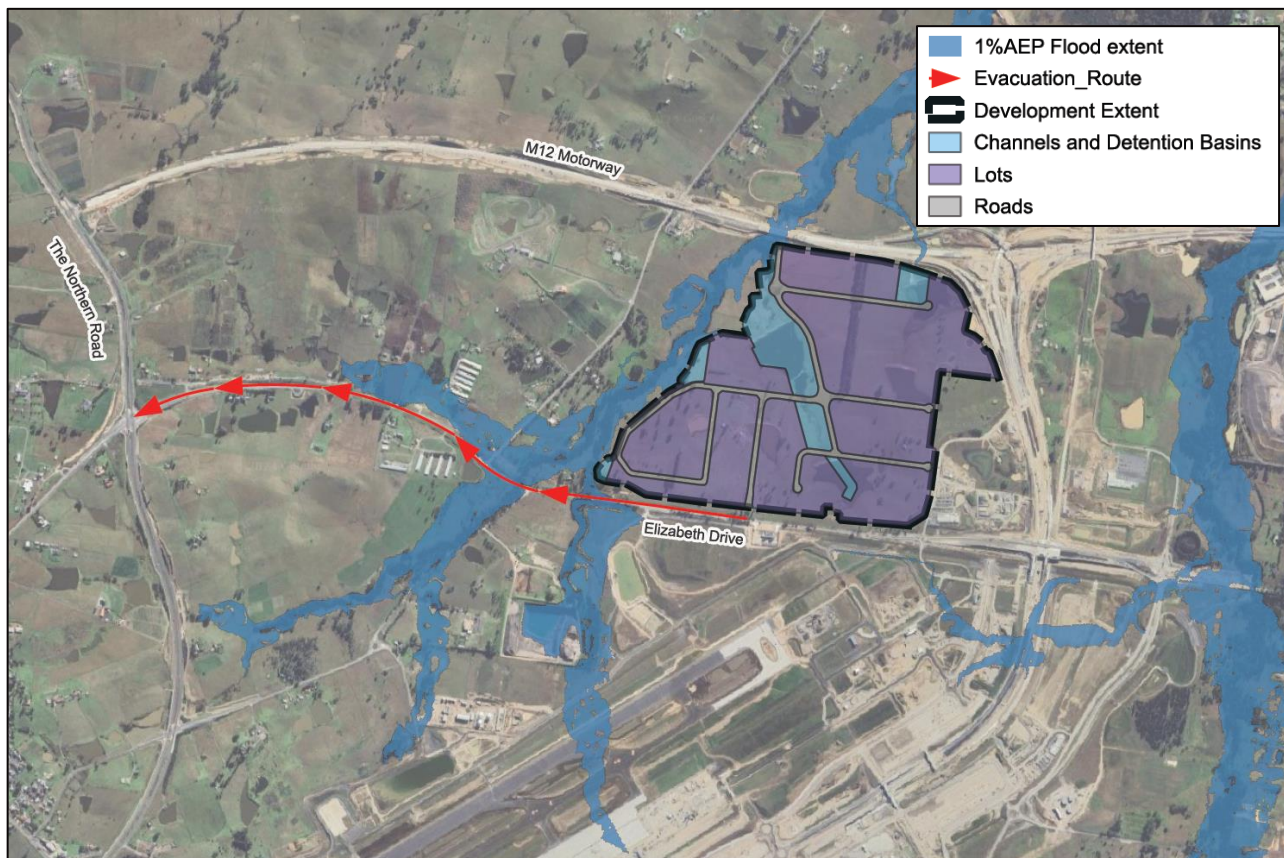 1%AEP Flood extent
Evacuation_Route
Development Extent
Channels and Detention Basins
Lots
Roads
M12 Motorway
The Northern Road
Elizabeth Drive